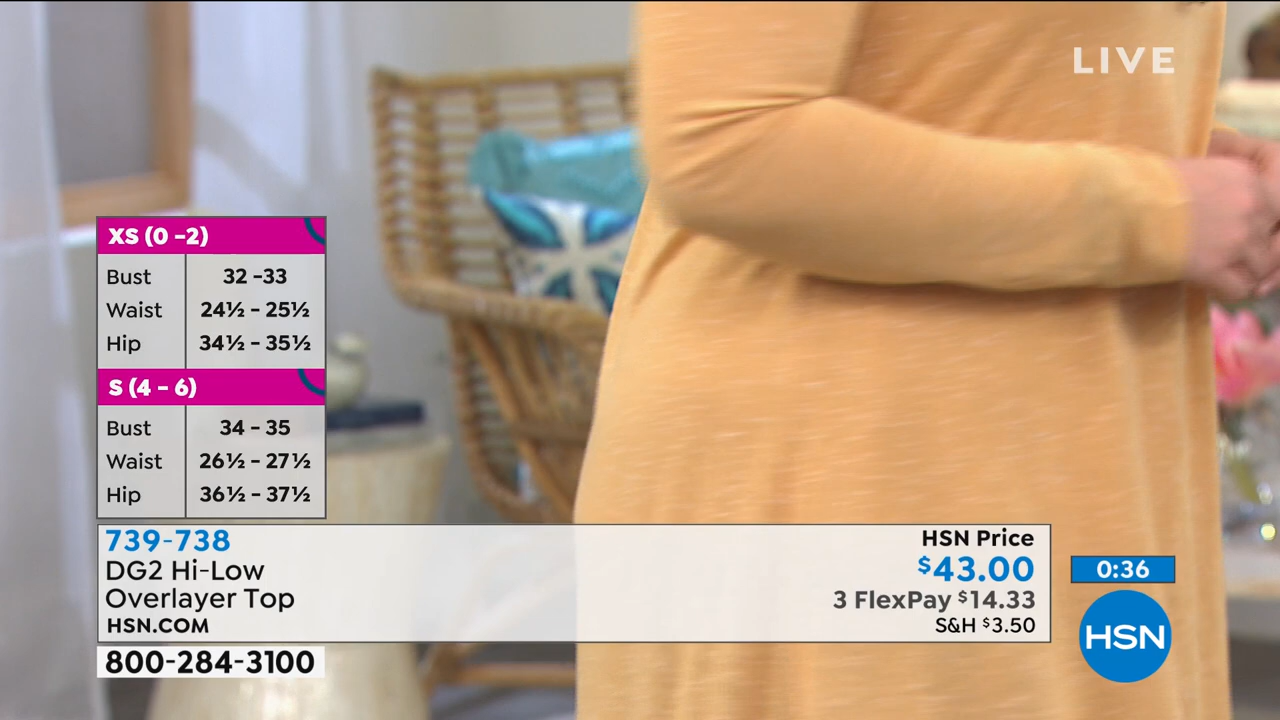 LIVE
XS (0 -2)
Bust 32 -33
Waist 24½ - 25½
Hip 34½ - 35½
S (4 - 6)
Bust 34 - 35
Waist 26½ - 27½
Hip 36½ - 37½
739-738
DG2 Hi-Low
Overlayer Top
HSN.COM
800-284-3100
HSN Price
$43.00
3 FlexPay $14.33
S&H $3.50
0:36
HSN